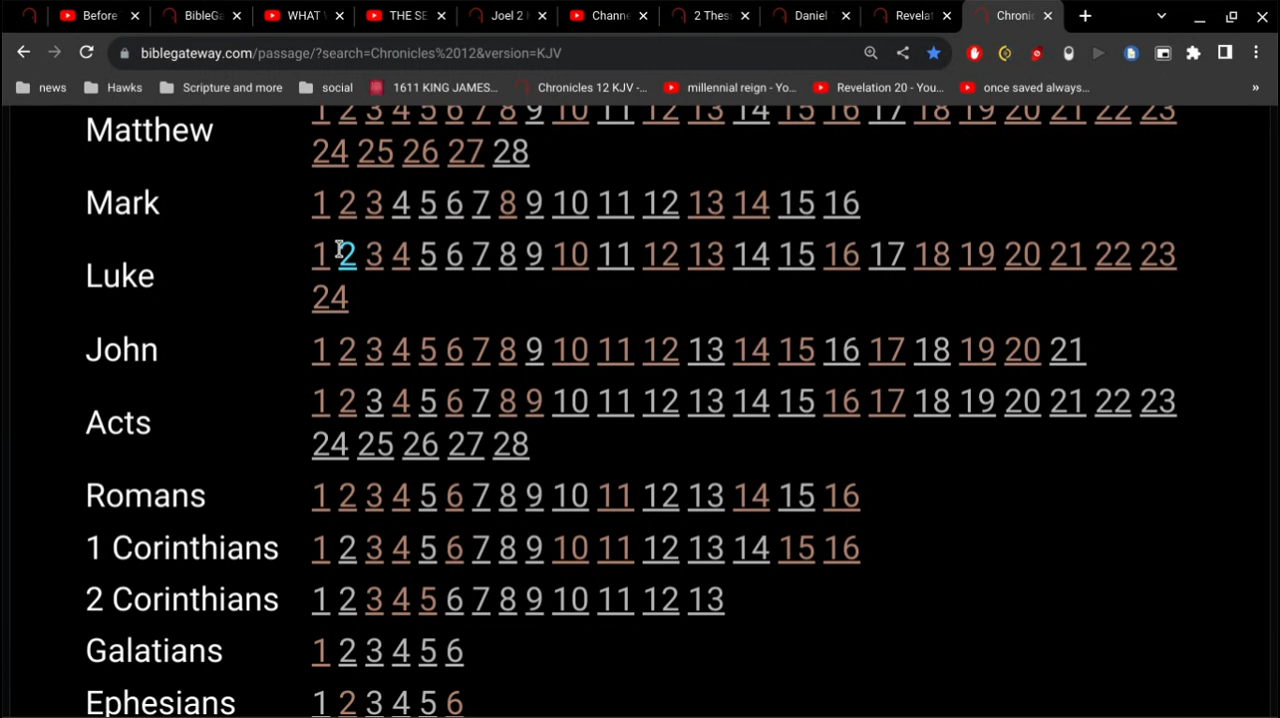 Before
BibleGa
WHAT
THE SE
Joel 2
Chann
2 Thes
Daniel
Revela
Chronic
biblegateway.com/passage/?search=Chronicles%2012&version=KJV
news Hawks Scripture and more social 1611 KING JAMES... Chronicles 12 KJV -... millennial reign - Yo... Revelation 20 - You... once saved always... »
Matthew 1 2 3 4 5 6 7 8 9 10 11 12 13 14 15 16 17 18 19 20 21 22 23
24 25 26 27 28
Mark 1 2 3 4 5 6 7 8 9 10 11 12 13 14 15 16
Luke 1 2 3 4 5 6 7 8 9 10 11 12 13 14 15 16 17 18 19 20 21 22 23
24
John 1 2 3 4 5 6 7 8 9 10 11 12 13 14 15 16 17 18 19 20 21
Acts 1 2 3 4 5 6 7 8 9 10 11 12 13 14 15 16 17 18 19 20 21 22 23
24 25 26 27 28
Romans 1 2 3 4 5 6 7 8 9 10 11 12 13 14 15 16
1 Corinthians 1 2 3 4 5 6 7 8 9 10 11 12 13 14 15 16
2 Corinthians 1 2 3 4 5 6 7 8 9 10 11 12 13
Galatians 1 2 3 4 5 6
Ephesians 1 2 3 4 5 6